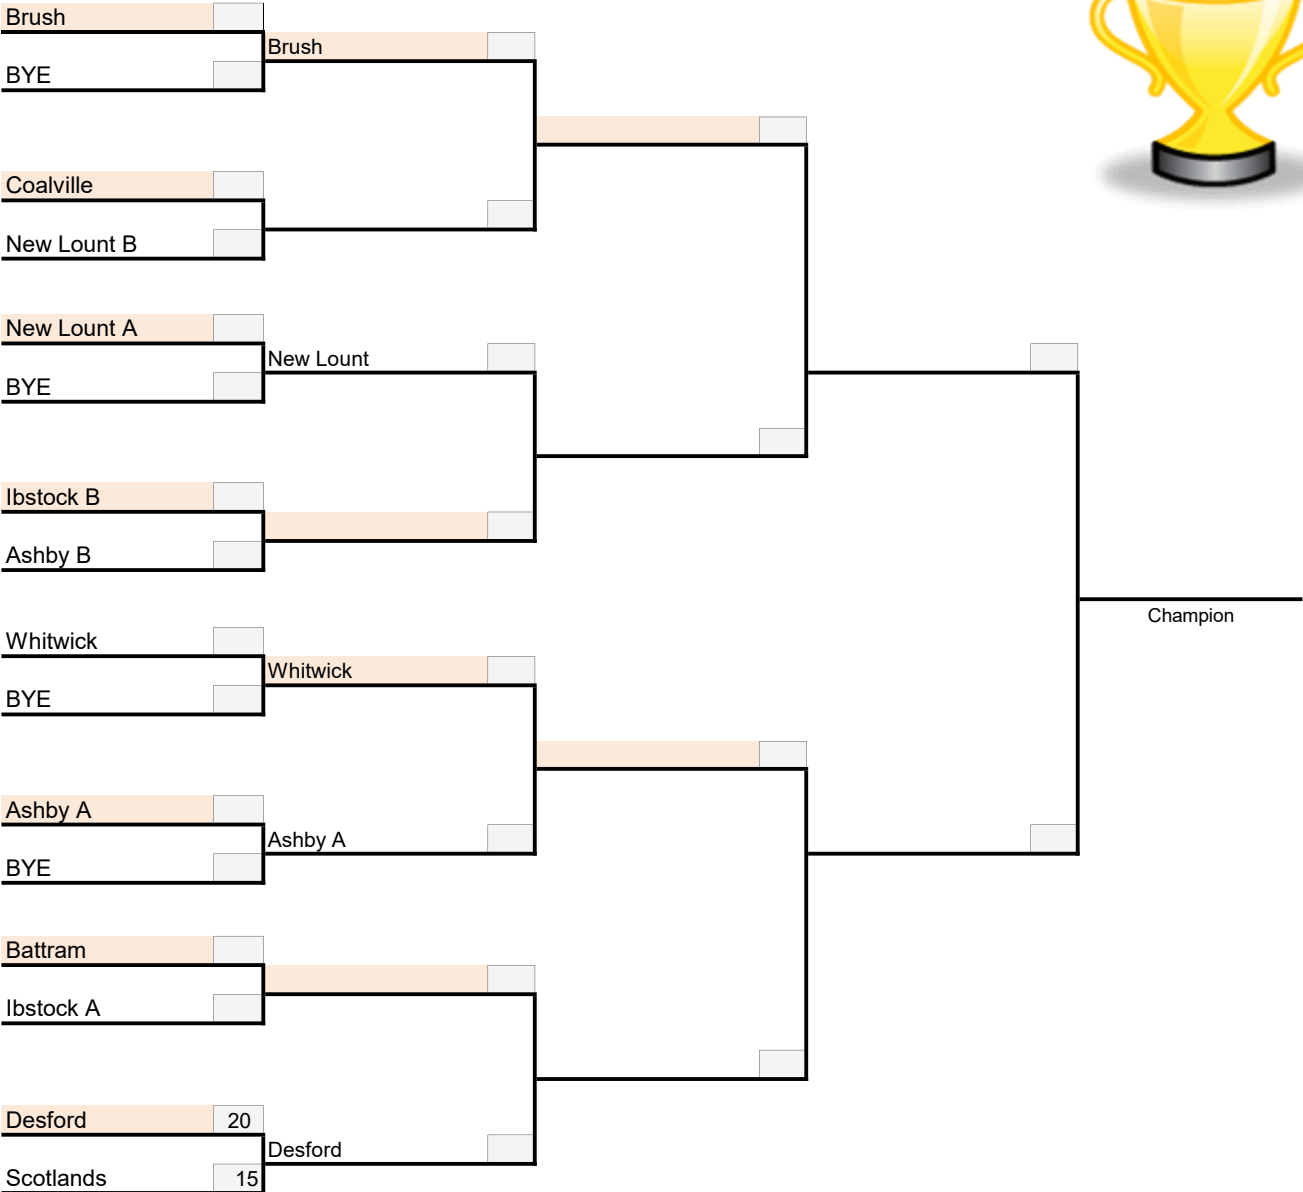 Brush
Brush
BYE
Coalville
New Lount B
New Lount A
New Lount
BYE
Ibstock B
Ashby B
Champion
Whitwick
Whitwick
BYE
Ashby A
Ashby A
BYE
Battram
Ibstock A
Desford 20
Desford
Scotlands 15